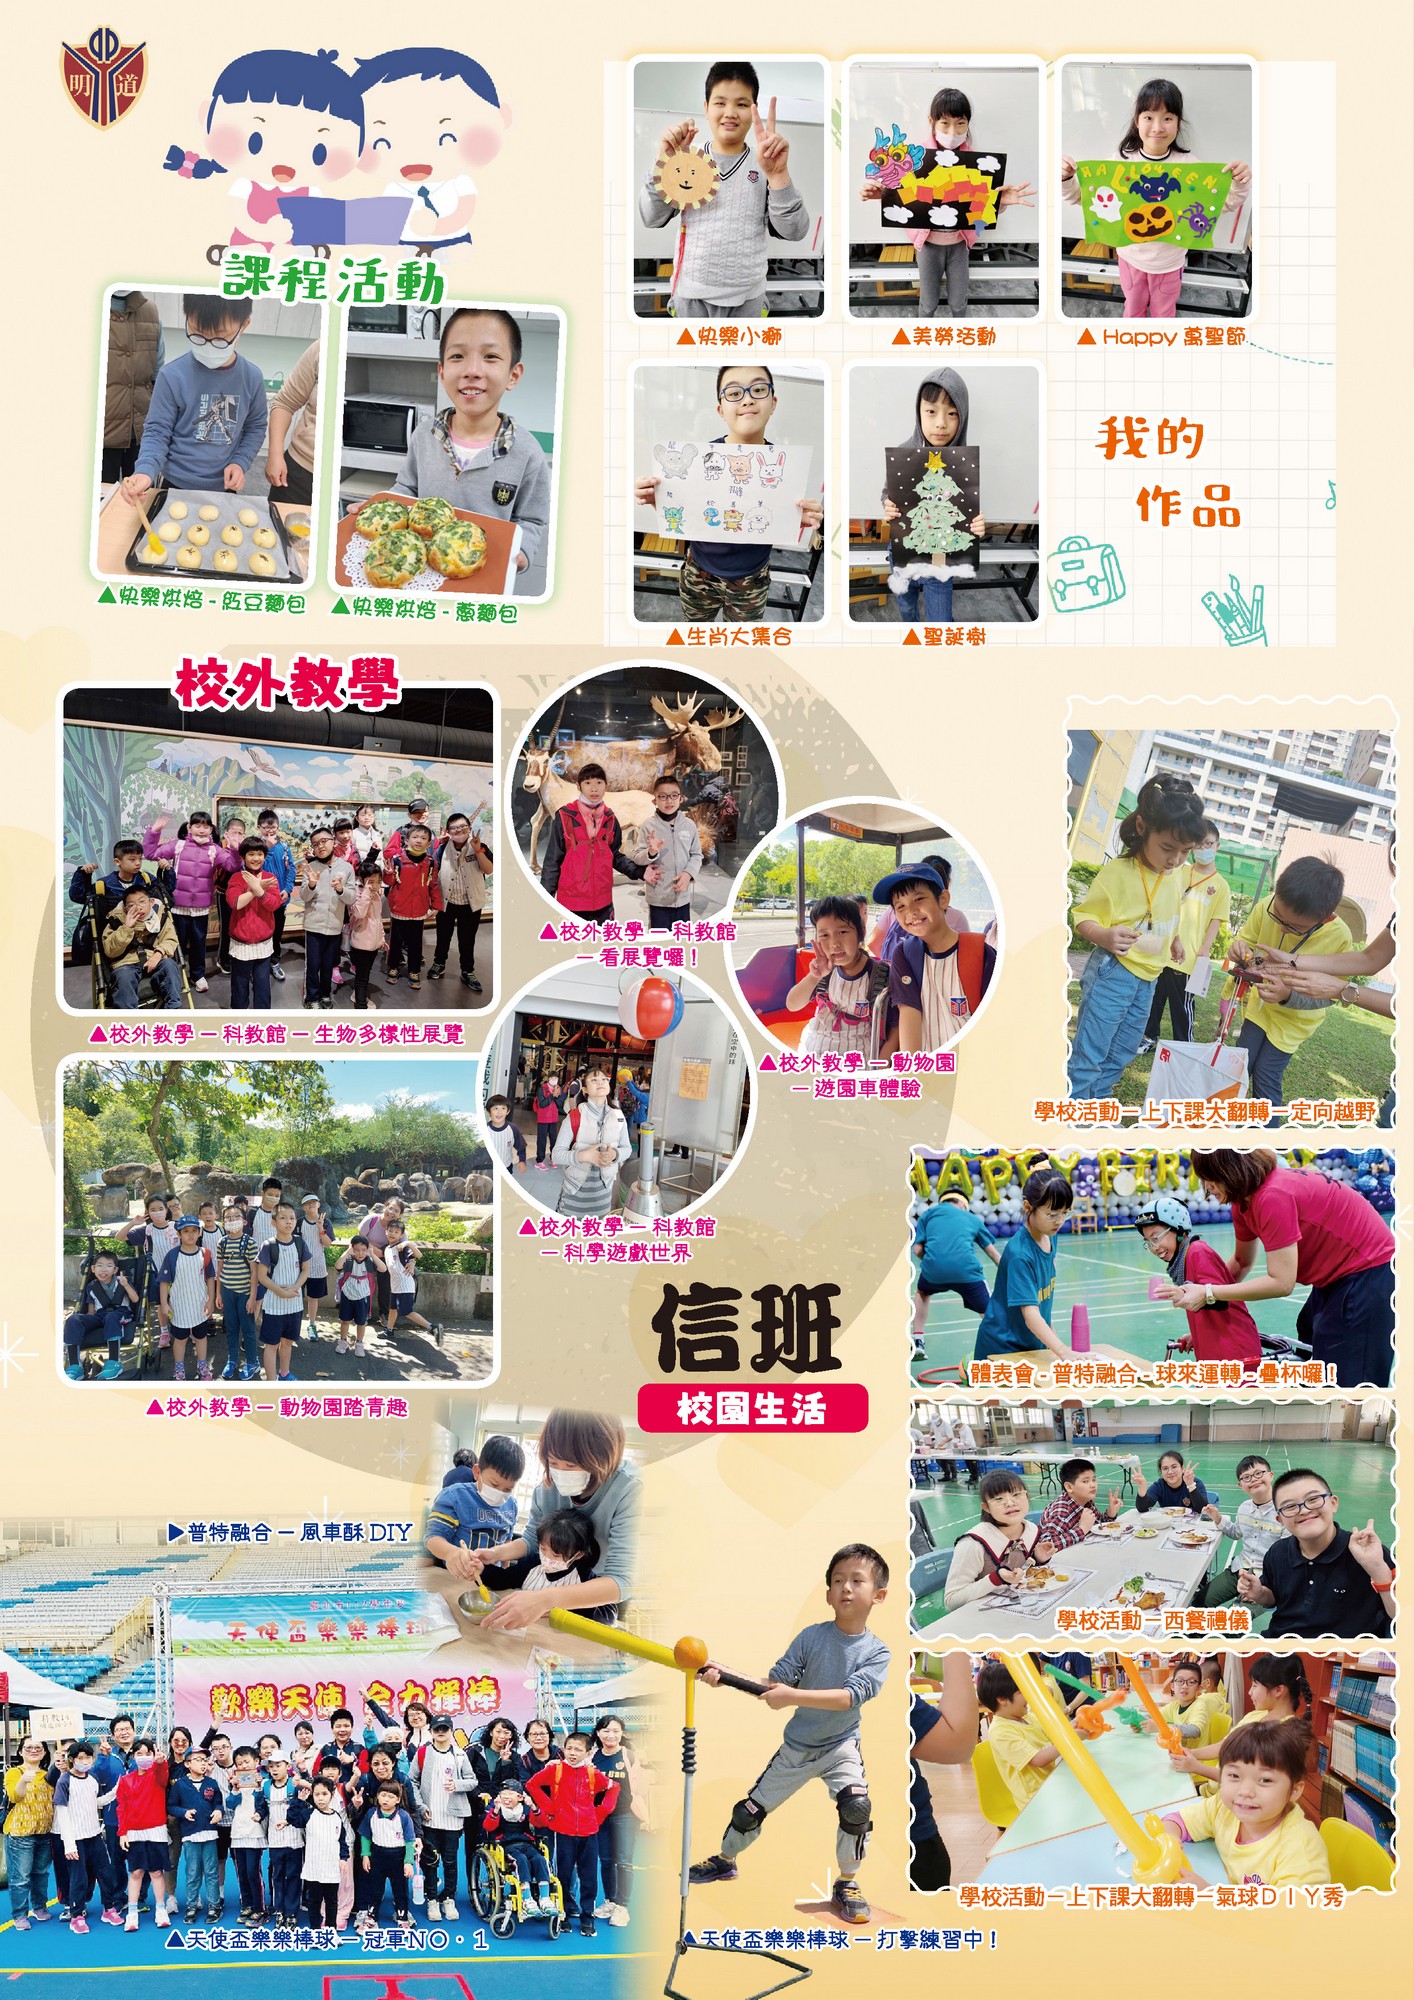 明道
課程活動
▲快樂烘焙 - 紅豆麵包
▲快樂烘焙 - 蔥麵包
▲快樂小獅
▲美勞活動
HALLOWEEN
▲ Happy 萬聖節
▲生肖大集合
▲聖誕樹
我的
作品
校外教學
▲校外教學 － 科教館 － 生物多樣性展覽
▲校外教學 － 科教館
－ 看展覽囉！
▲校外教學 － 動物園
－ 遊園車體驗
▲校外教學 － 科教館
－ 科學遊戲世界
▲校外教學 － 動物園踏青趣
信班
校園生活
學校活動－上下課大翻轉－定向越野
HAPPY BIRT
體表會 - 普特融合 - 球來運轉 - 疊杯囉！
學校活動－西餐禮儀
學校活動－上下課大翻轉－氣球ＤＩＹ秀
▶普特融合 － 風車酥 DIY
天使盃樂樂棒球
歡樂天使 合力揮棒
▲天使盃樂樂棒球 － 冠軍ＮＯ．１
▲天使盃樂樂棒球 － 打擊練習中！